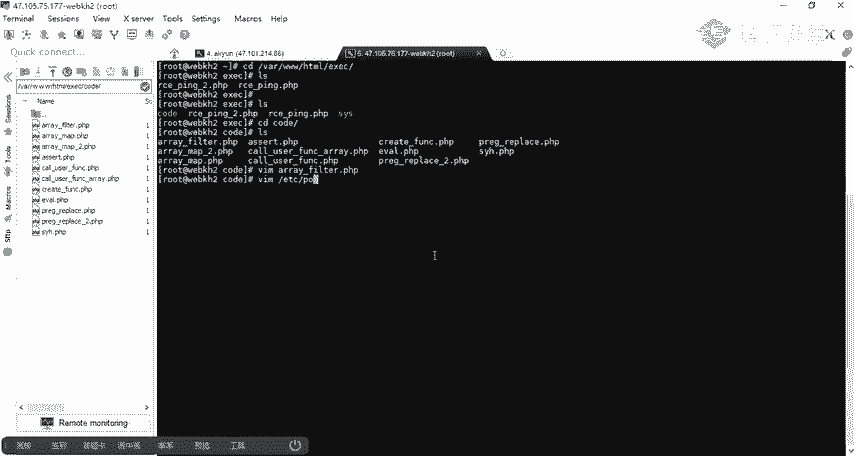 47.105.75.177-webkh2 (root)
Terminal Sessions View X server Tools Settings Macros Help
Quick connect...
4. aliyun (47.101.214.86)
5. 47.105.75.177-webkh2 (root)
/var/www/html/exec/code/
Name
..
array_filter.php
array_map.php
array_map_2.php
assert.php
call_user_func.php
call_user_func_array.php
create_func.php
eval.php
preg_replace.php
preg_replace_2.php
syh.php
Sessions
Tools
Macros
Sftp
Remote monitoring
[root@webkh2 ~]# cd /var/www/html/exec/
[root@webkh2 exec]# ls
rce_ping_2.php rce_ping.php
[root@webkh2 exec]#
[root@webkh2 exec]# ls
code rce_ping_2.php rce_ping.php sys
[root@webkh2 exec]# cd code/
[root@webkh2 code]# ls
array_filter.php assert.php create_func.php preg_replace.php
array_map_2.php call_user_func_array.php eval.php syh.php
array_map.php call_user_func.php preg_replace_2.php
[root@webkh2 code]# vim array_filter.php
[root@webkh2 code]# vim /etc/po
工具